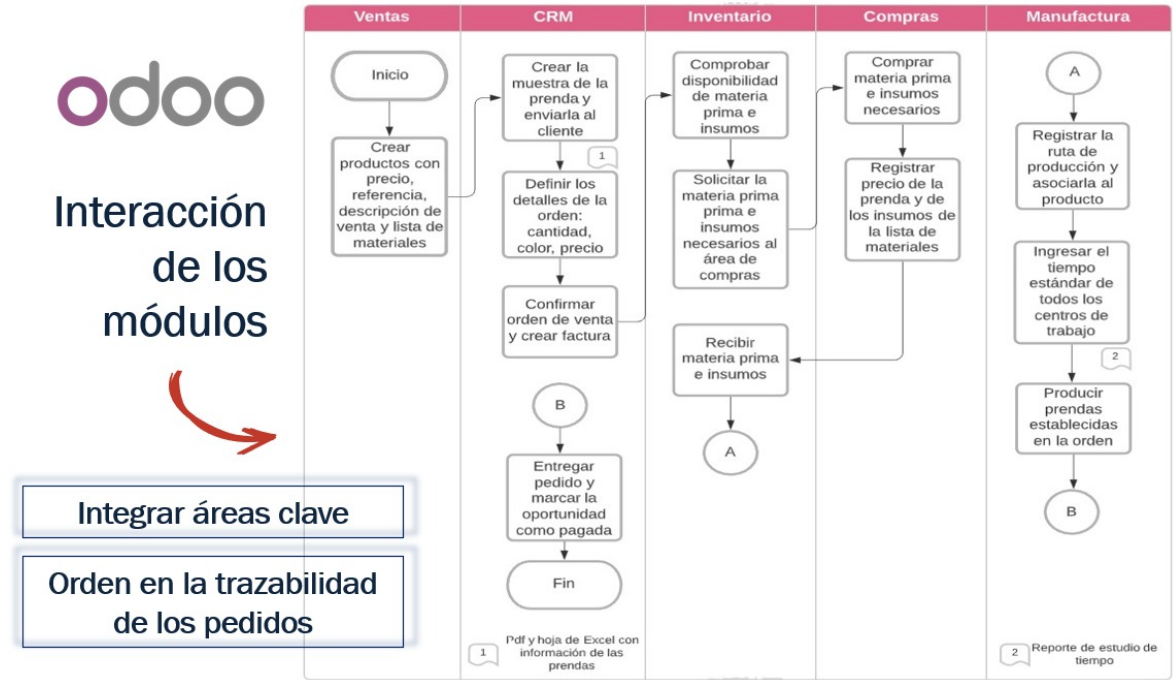 odoo
Interacción
de los
módulos
Integrar áreas clave
Orden en la trazabilidad
de los pedidos
Ventas
Inicio
Crear
productos con
precio,
referencia,
descripción de
venta y lista de
materiales
CRM
Crear la
muestra de la
prenda y
enviarla al
cliente
1
Definir los
detalles de la
orden:
cantidad,
color, precio
Confirmar
orden de venta
y crear factura
B
Entregar
pedido y
marcar la
oportunidad
como pagada
Fin
1
Pdf y hoja de Excel con
información de las
prendas
Inventario
Comprobar
disponibilidad
de materia
prima e
insumos
Solicitar la
materia prima
prima e
insumos
necesarios al
área de
compras
Recibir
materia prima
e insumos
A
Compras
Comprar
materia prima
e insumos
necesarios
Registrar
precio de la
prenda y de
los insumos de
la lista de
materiales
Manufactura
A
Registrar la
ruta de
producción y
asociarla al
producto
Ingresar el
tiempo
estándar de
todos los
centros de
trabajo
2
Producir
prendas
establecidas
en la orden
B
2
Reporte de estudio de
tiempo